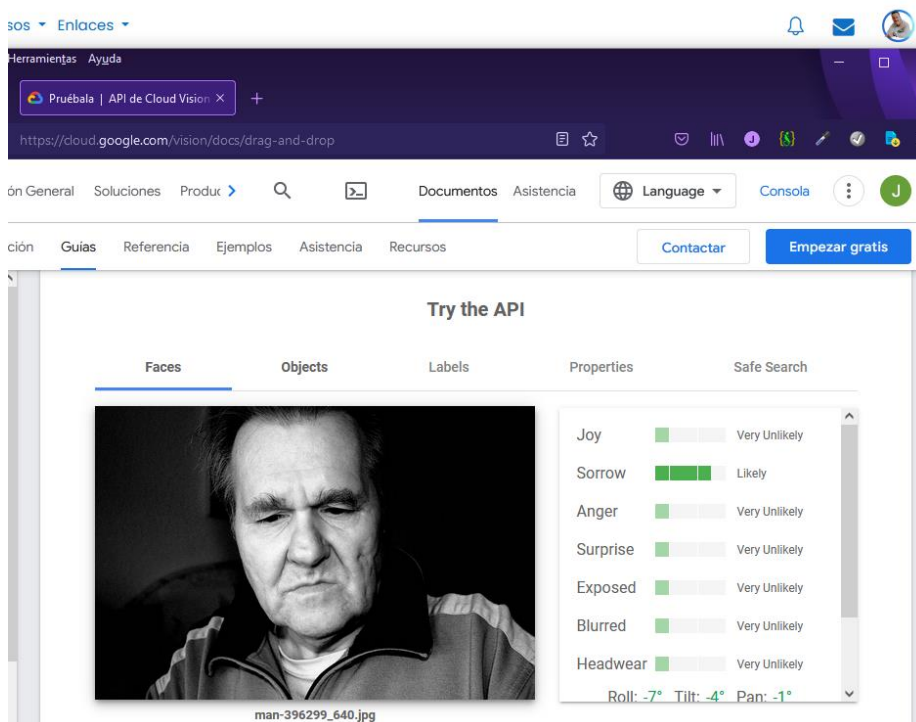 sos Enlaces
Herramientas Ayuda
Pruébala | API de Cloud Vision
https://cloud.google.com/vision/docs/drag-and-drop
ón General Soluciones Produc Documentos Asistencia Language Consola J
ción Guías Referencia Ejemplos Asistencia Recursos Contactar Empezar gratis
Try the API
Faces Objects Labels Properties Safe Search
Joy Very Unlikely
Sorrow Likely
Anger Very Unlikely
Surprise Very Unlikely
Exposed Very Unlikely
Blurred Very Unlikely
Headwear Very Unlikely
Roll: -7° Tilt: -4° Pan: -1°
man-396299_640.jpg